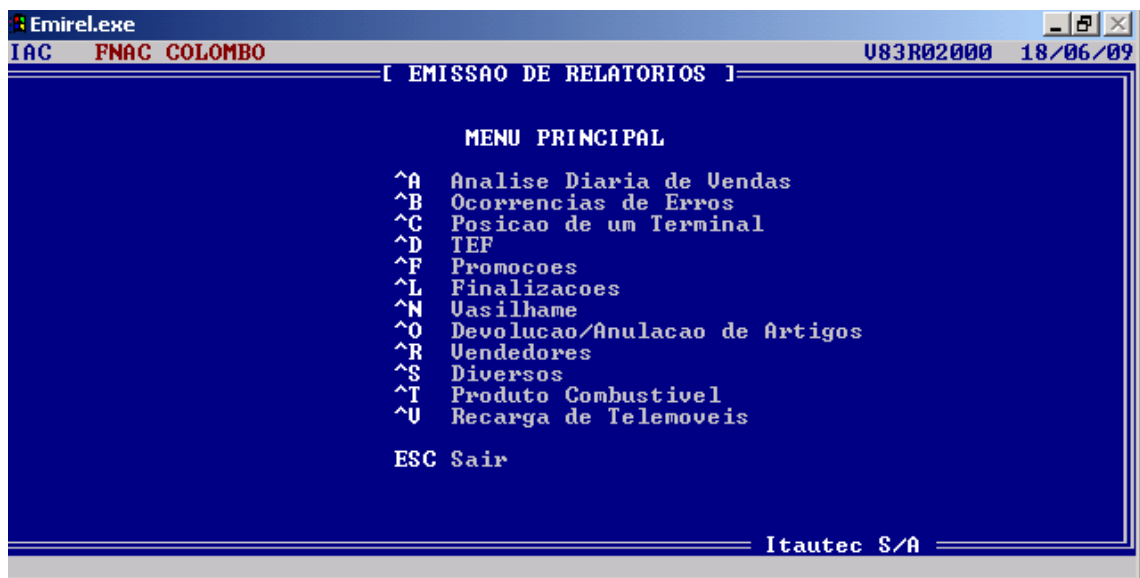 Emirel.exe
IAC FNAC COLOMBO V83R02000 18/06/09
[ EMISSAO DE RELATORIOS ]
MENU PRINCIPAL
^A Analise Diaria de Vendas
^B Ocorrencias de Erros
^C Posicao de um Terminal
^D TEF
^F Promocoes
^L Finalizacoes
^N Vasilhame
^O Devolucao/Anulacao de Artigos
^R Vendedores
^S Diversos
^T Produto Combustivel
^U Recarga de Telemoveis
ESC Sair
Itautec S/A